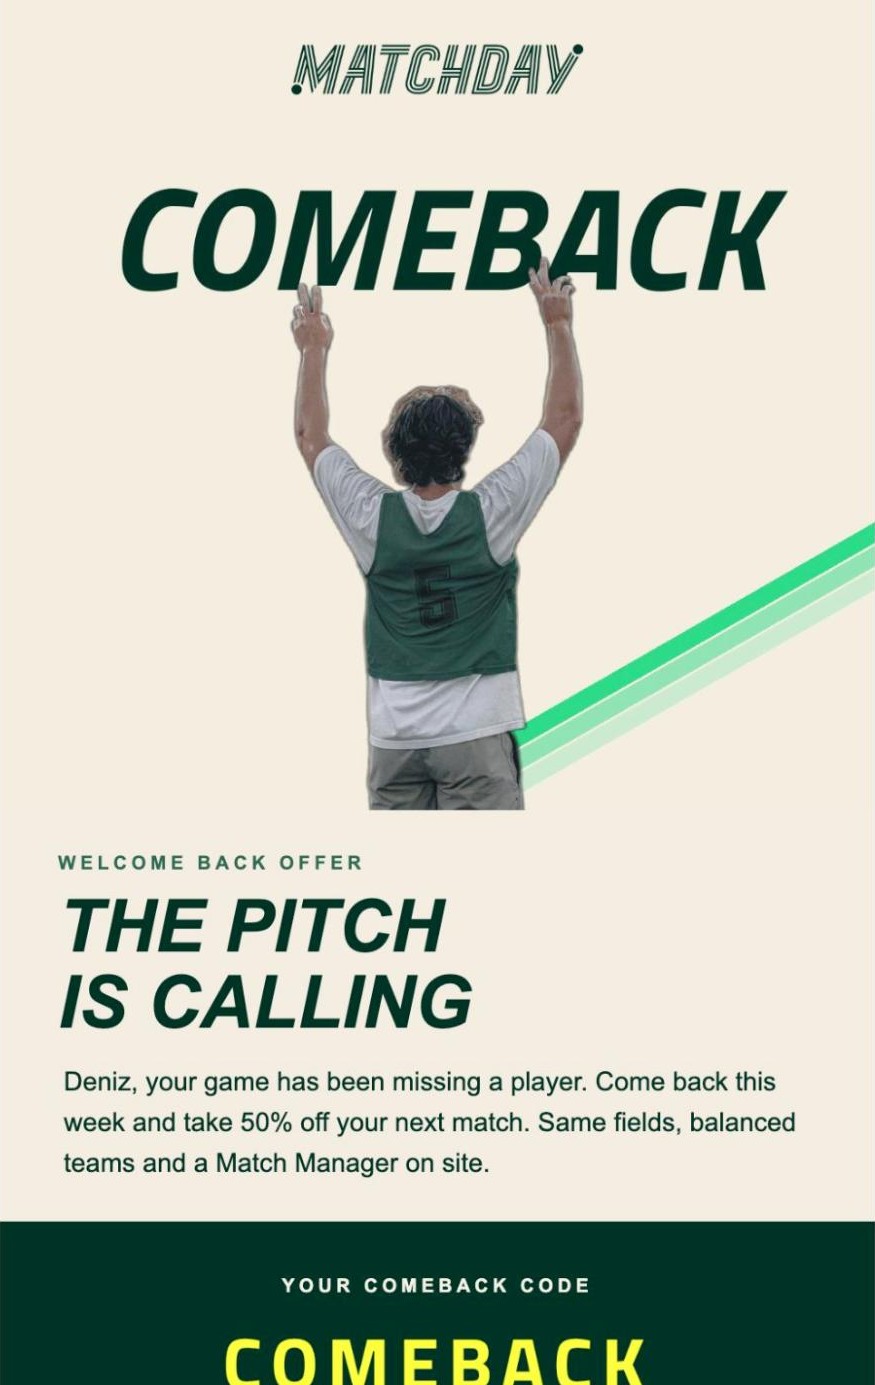 MATCHDAY
COMEBACK
5
WELCOME BACK OFFER
THE PITCH
IS CALLING
Deniz, your game has been missing a player. Come back this
week and take 50% off your next match. Same fields, balanced
teams and a Match Manager on site.
YOUR COMEBACK CODE
COMEBACK